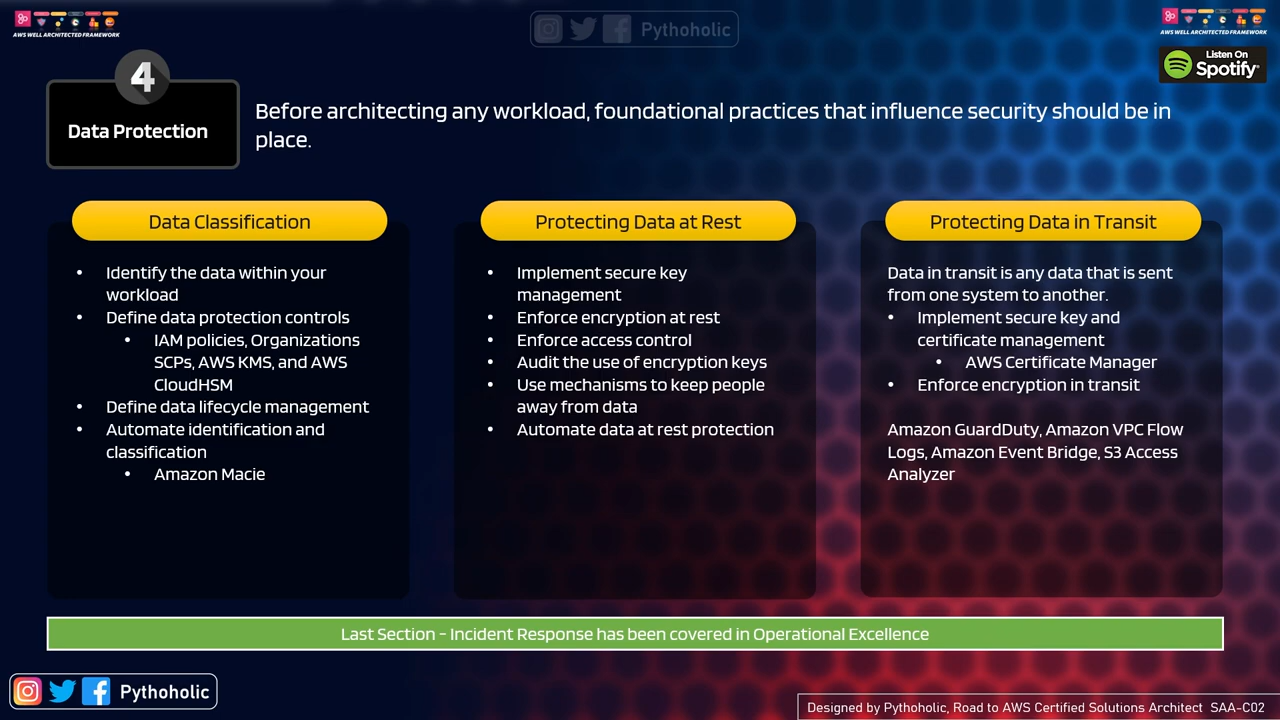 AWS WELL ARCHITECTED FRAMEWORK
Pythoholic
AWS WELL ARCHITECTED FRAMEWORK
Listen On
Spotify
4
Data Protection
Before architecting any workload, foundational practices that influence security should be in
place.
Data Classification
• Identify the data within your
workload
• Define data protection controls
• IAM policies, Organizations
SCPs, AWS KMS, and AWS
CloudHSM
• Define data lifecycle management
• Automate identification and
classification
• Amazon Macie
Protecting Data at Rest
• Implement secure key
management
• Enforce encryption at rest
• Enforce access control
• Audit the use of encryption keys
• Use mechanisms to keep people
away from data
• Automate data at rest protection
Protecting Data in Transit
Data in transit is any data that is sent
from one system to another.
• Implement secure key and
certificate management
• AWS Certificate Manager
• Enforce encryption in transit
Amazon GuardDuty, Amazon VPC Flow
Logs, Amazon Event Bridge, S3 Access
Analyzer
Last Section - Incident Response has been covered in Operational Excellence
Pythoholic
Designed by Pythoholic, Road to AWS Certified Solutions Architect SAA-C02